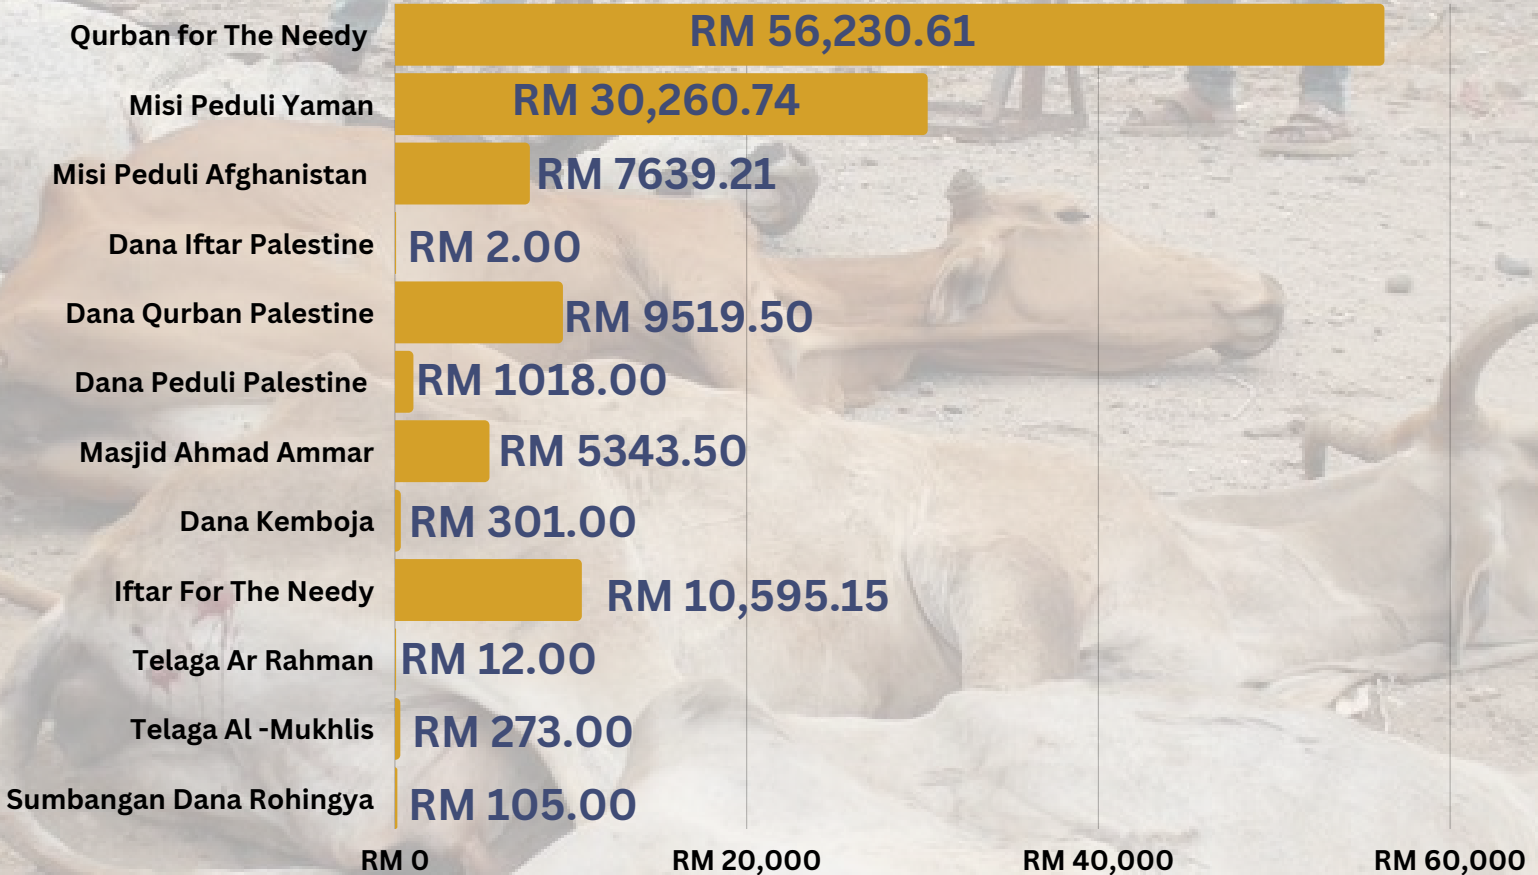 Qurban for The Needy RM 56,230.61
Misi Peduli Yaman RM 30,260.74
Misi Peduli Afghanistan RM 7639.21
Dana Iftar Palestine RM 2.00
Dana Qurban Palestine RM 9519.50
Dana Peduli Palestine RM 1018.00
Masjid Ahmad Ammar RM 5343.50
Dana Kemboja RM 301.00
Iftar For The Needy RM 10,595.15
Telaga Ar Rahman RM 12.00
Telaga Al -Mukhlis RM 273.00
Sumbangan Dana Rohingya RM 105.00
RM 0 RM 20,000 RM 40,000 RM 60,000